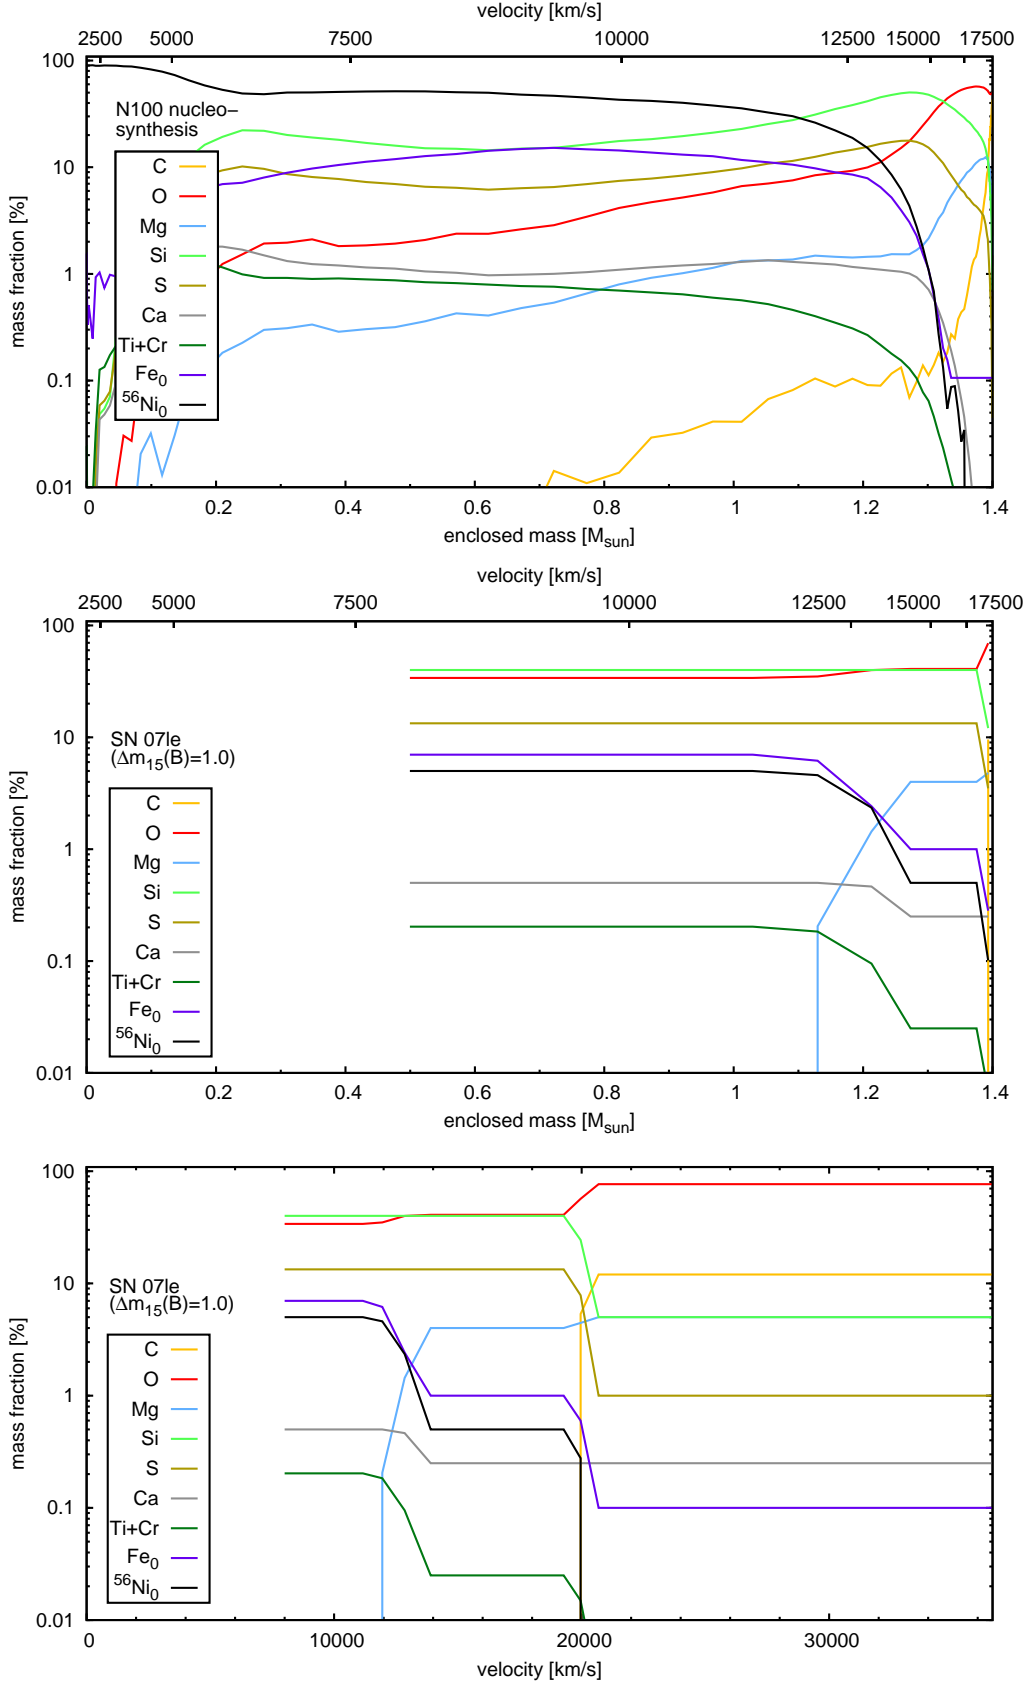 velocity [km/s]
2500 5000 7500 10000 12500 15000 17500
100
10
1
0.1
0.01
mass fraction [%]
N100 nucleo−
synthesis
C
O
Mg
Si
S
Ca
Ti+Cr
Fe0
56Ni0
0 0.2 0.4 0.6 0.8 1 1.2 1.4
enclosed mass [Msun]
velocity [km/s]
2500 5000 7500 10000 12500 15000 17500
100
10
1
0.1
0.01
mass fraction [%]
SN 07le
(Δm15(B)=1.0)
C
O
Mg
Si
S
Ca
Ti+Cr
Fe0
56Ni0
0 0.2 0.4 0.6 0.8 1 1.2 1.4
enclosed mass [Msun]
100
10
1
0.1
0.01
mass fraction [%]
SN 07le
(Δm15(B)=1.0)
C
O
Mg
Si
S
Ca
Ti+Cr
Fe0
56Ni0
0 10000 20000 30000
velocity [km/s]